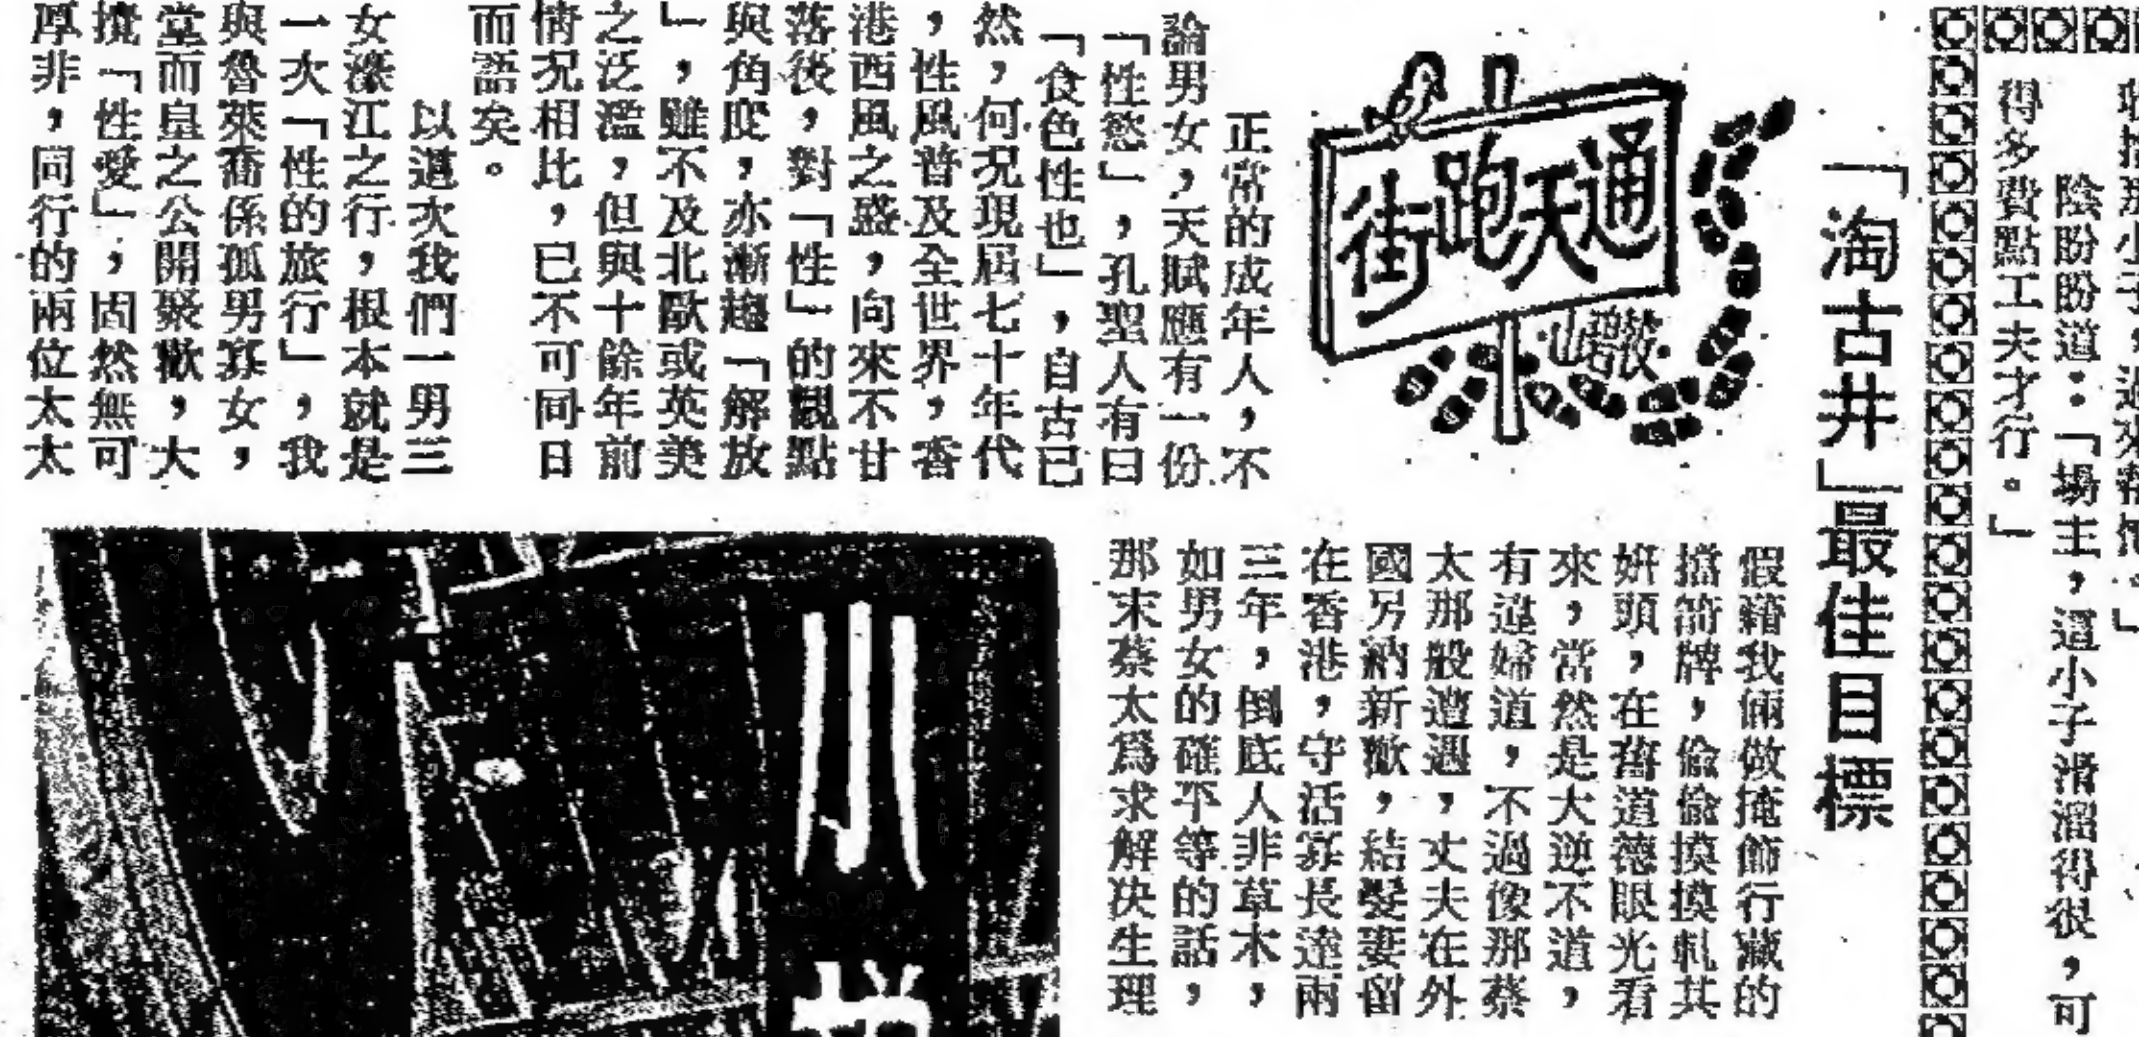 得多費點工夫才行。」
陰盼盼道：「場主，這小子滑溜得很，可
「淘古井」最佳目標
通天跑街
正常的成年人，不
論男女，天賦應有一份
「性慾」，孔聖人有曰
「食色性也」，自古已
然，何况現屆七十年代
，性風普及全世界，香
港西風之盛，向來不甘
落後，對「性」的觀點
與角度，亦漸趨「解放
」，雖不及北歐或英美
之泛濫，但與十餘年前
情况相比，已不可同日
而語矣。
以這次我們一男三
女濠江之行，根本就是
一次「性的旅行」，我
與魯萊喬係孤男寡女，
堂而皇之公開聚歡，大
攪「性愛」，固然無可
厚非，同行的兩位太太
假藉我倆做掩飾行藏的
擋箭牌，偷偷摸摸軋其
姘頭，在舊道德眼光看
來，當然是大逆不道，
有違婦道，不過像那蔡
太那般遭遇，丈夫在外
國另納新歡，結髮妻留
在香港，守活寡長達兩
三年，倒底人非草木，
如男女的確平等的話，
那末蔡太爲求解决生理
小